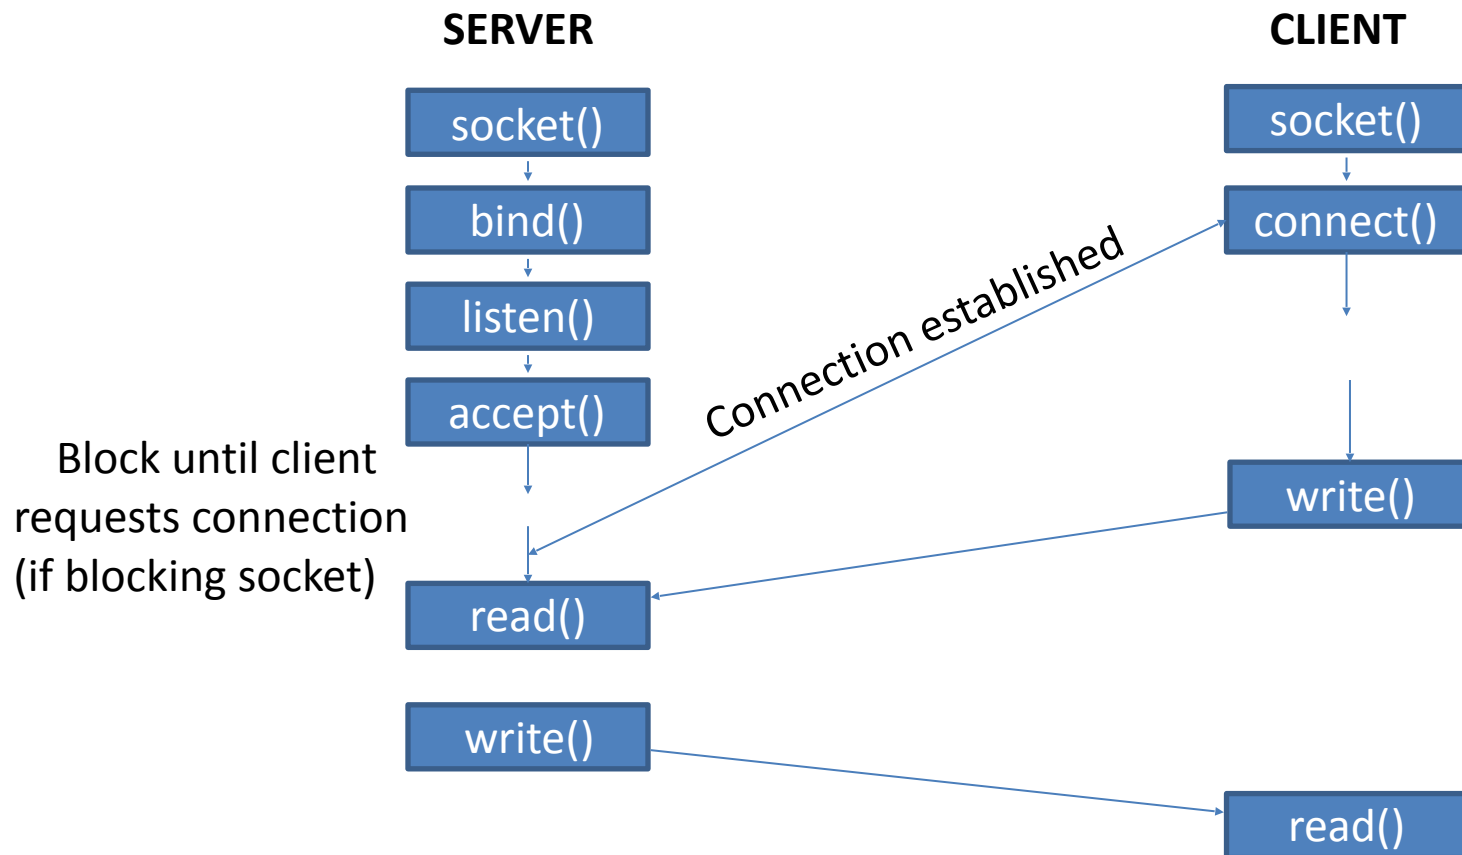 SERVER
CLIENT
socket()
socket()
bind()
connect()
listen()
Connection established
accept()
Block until client
requests connection
(if blocking socket)
write()
read()
write()
read()